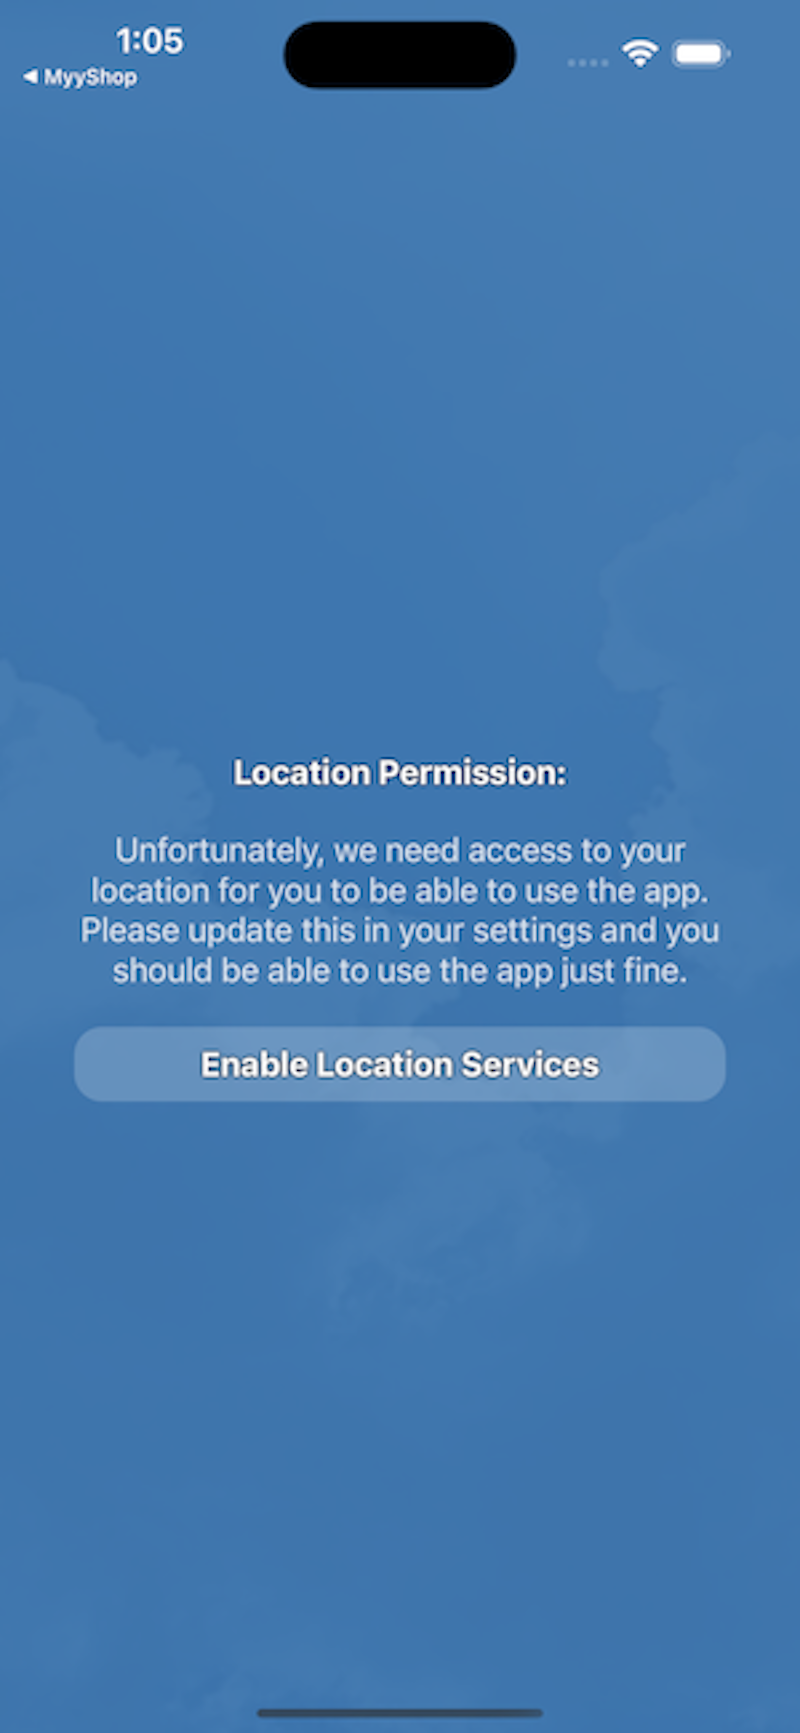 1:05
◀ MyyShop
Location Permission:
Unfortunately, we need access to your
location for you to be able to use the app.
Please update this in your settings and you
should be able to use the app just fine.
Enable Location Services